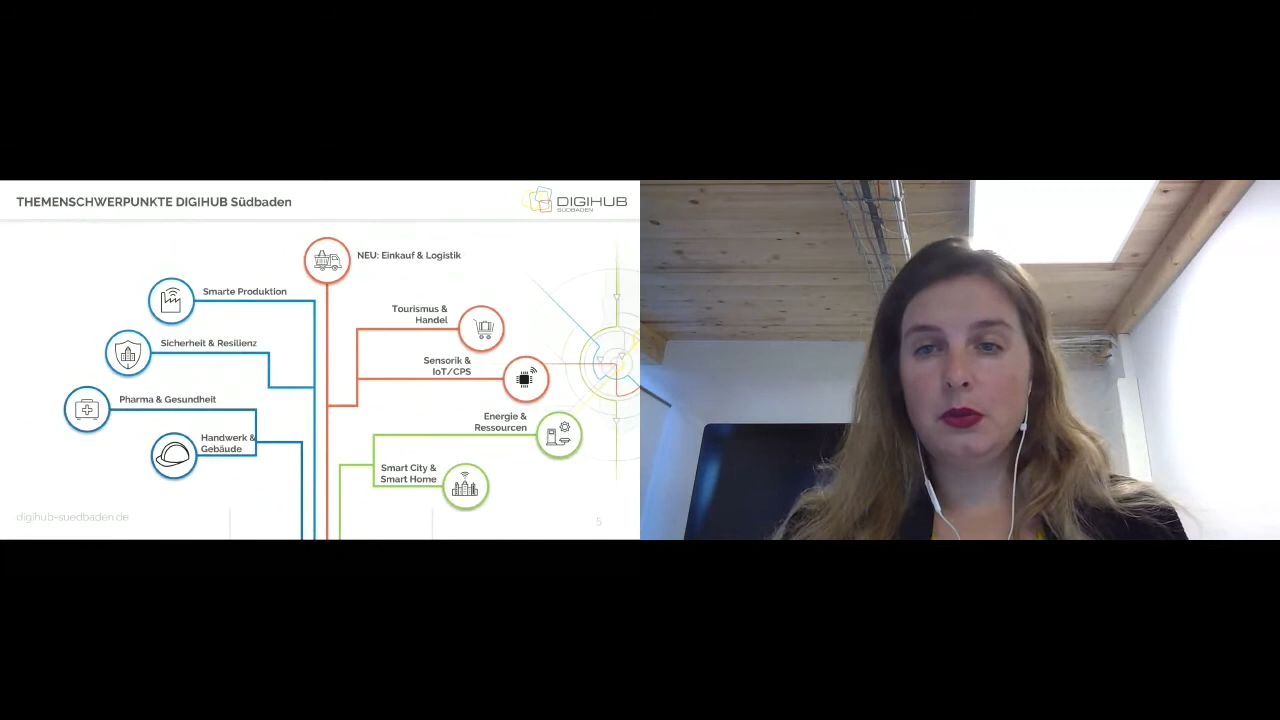 THEMENSCHWERPUNKTE DIGIHUB Südbaden
DIGIHUB
SÜDBADEN
NEU: Einkauf & Logistik
Smarte Produktion
Tourismus &
Handel
Sicherheit & Resilienz
Sensorik &
IoT/CPS
Pharma & Gesundheit
Energie &
Ressourcen
Handwerk &
Gebäude
Smart City &
Smart Home
digihub-suedbaden.de
5